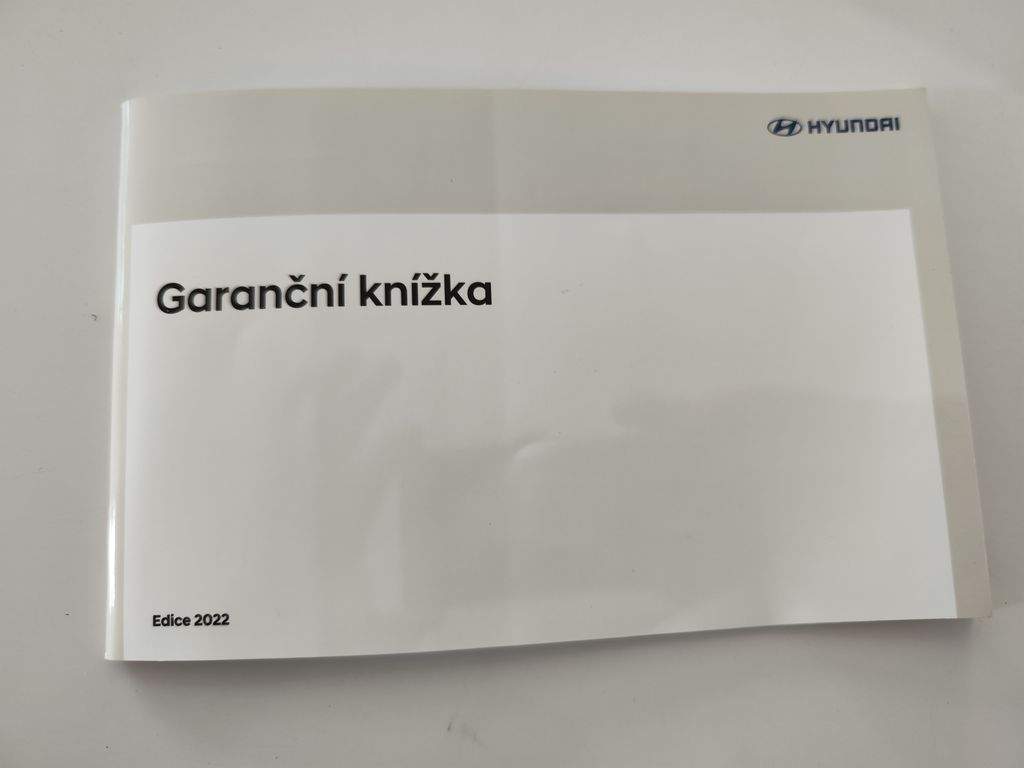 HYUNDAI
Garanční knížka
Edice 2022